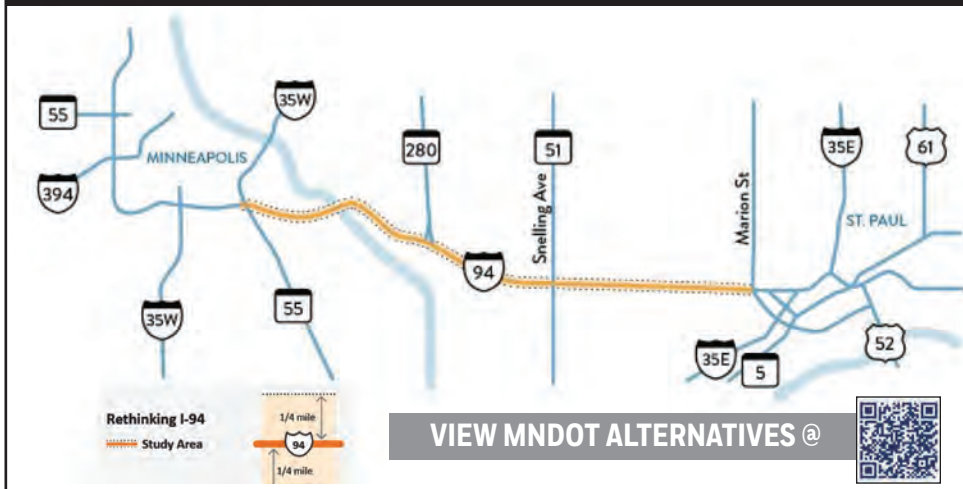 35W
55
MINNEAPOLIS
394
280
51
Snelling Ave
94
Marion St
35E
61
ST. PAUL
35W
55
35E
5
52
Rethinking I-94
Study Area
1/4 mile
94
1/4 mile
VIEW MNDOT ALTERNATIVES @